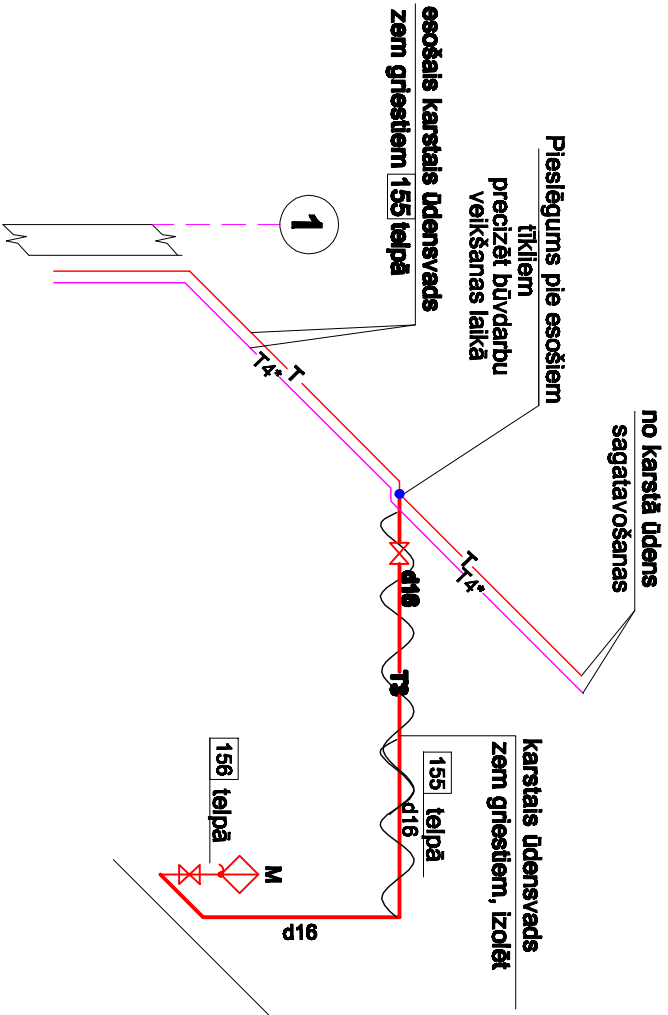 no karstā ūdens
sagatavošanas
Pieslēgums pie esošiem
tīkliem
precizēt būvdarbu
veikšanas laikā
esošais karstais ūdensvads
zem griestiem 155 telpā
1
T
T4*
T
T4*
d16
T3
karstais ūdensvads
zem griestiem, izolēt
155 telpā
d16
156 telpā
M
d16